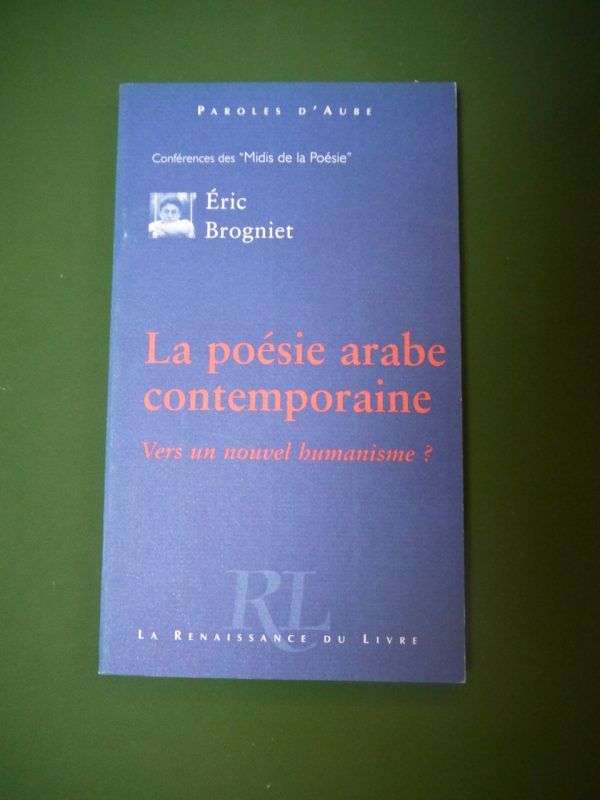 PAROLES D'AUBE
Conférences des "Midis de la Poésie"
Éric
Brogniet
La poésie arabe
contemporaine
Vers un nouvel humanisme ?
RL
LA RENAISSANCE DU LIVRE